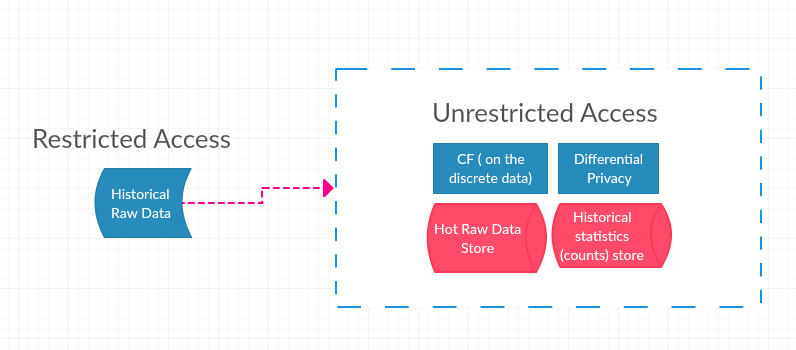 Restricted Access
Historical
Raw Data
Unrestricted Access
CF ( on the
discrete data)
Differential
Privacy
Hot Raw Data
Store
Historical
statistics
(counts) store